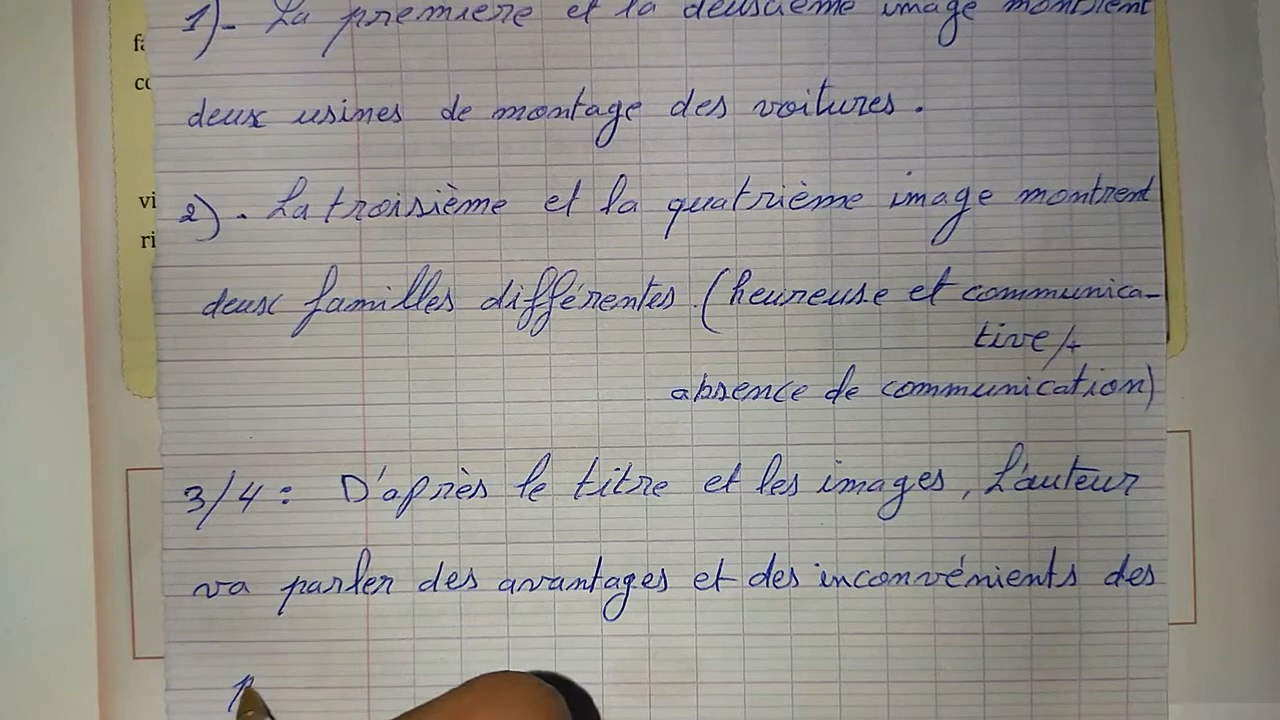 1)- La première et la deuxième image montrent
deux usines de montage des voitures.
2). La troisième et la quatrième image montrent
deux familles différentes. (heureuse et communica-
tive /+
absence de communication)
3/4 : D'après le titre et les images, L'auteur
va parler des avantages et des inconvénients des